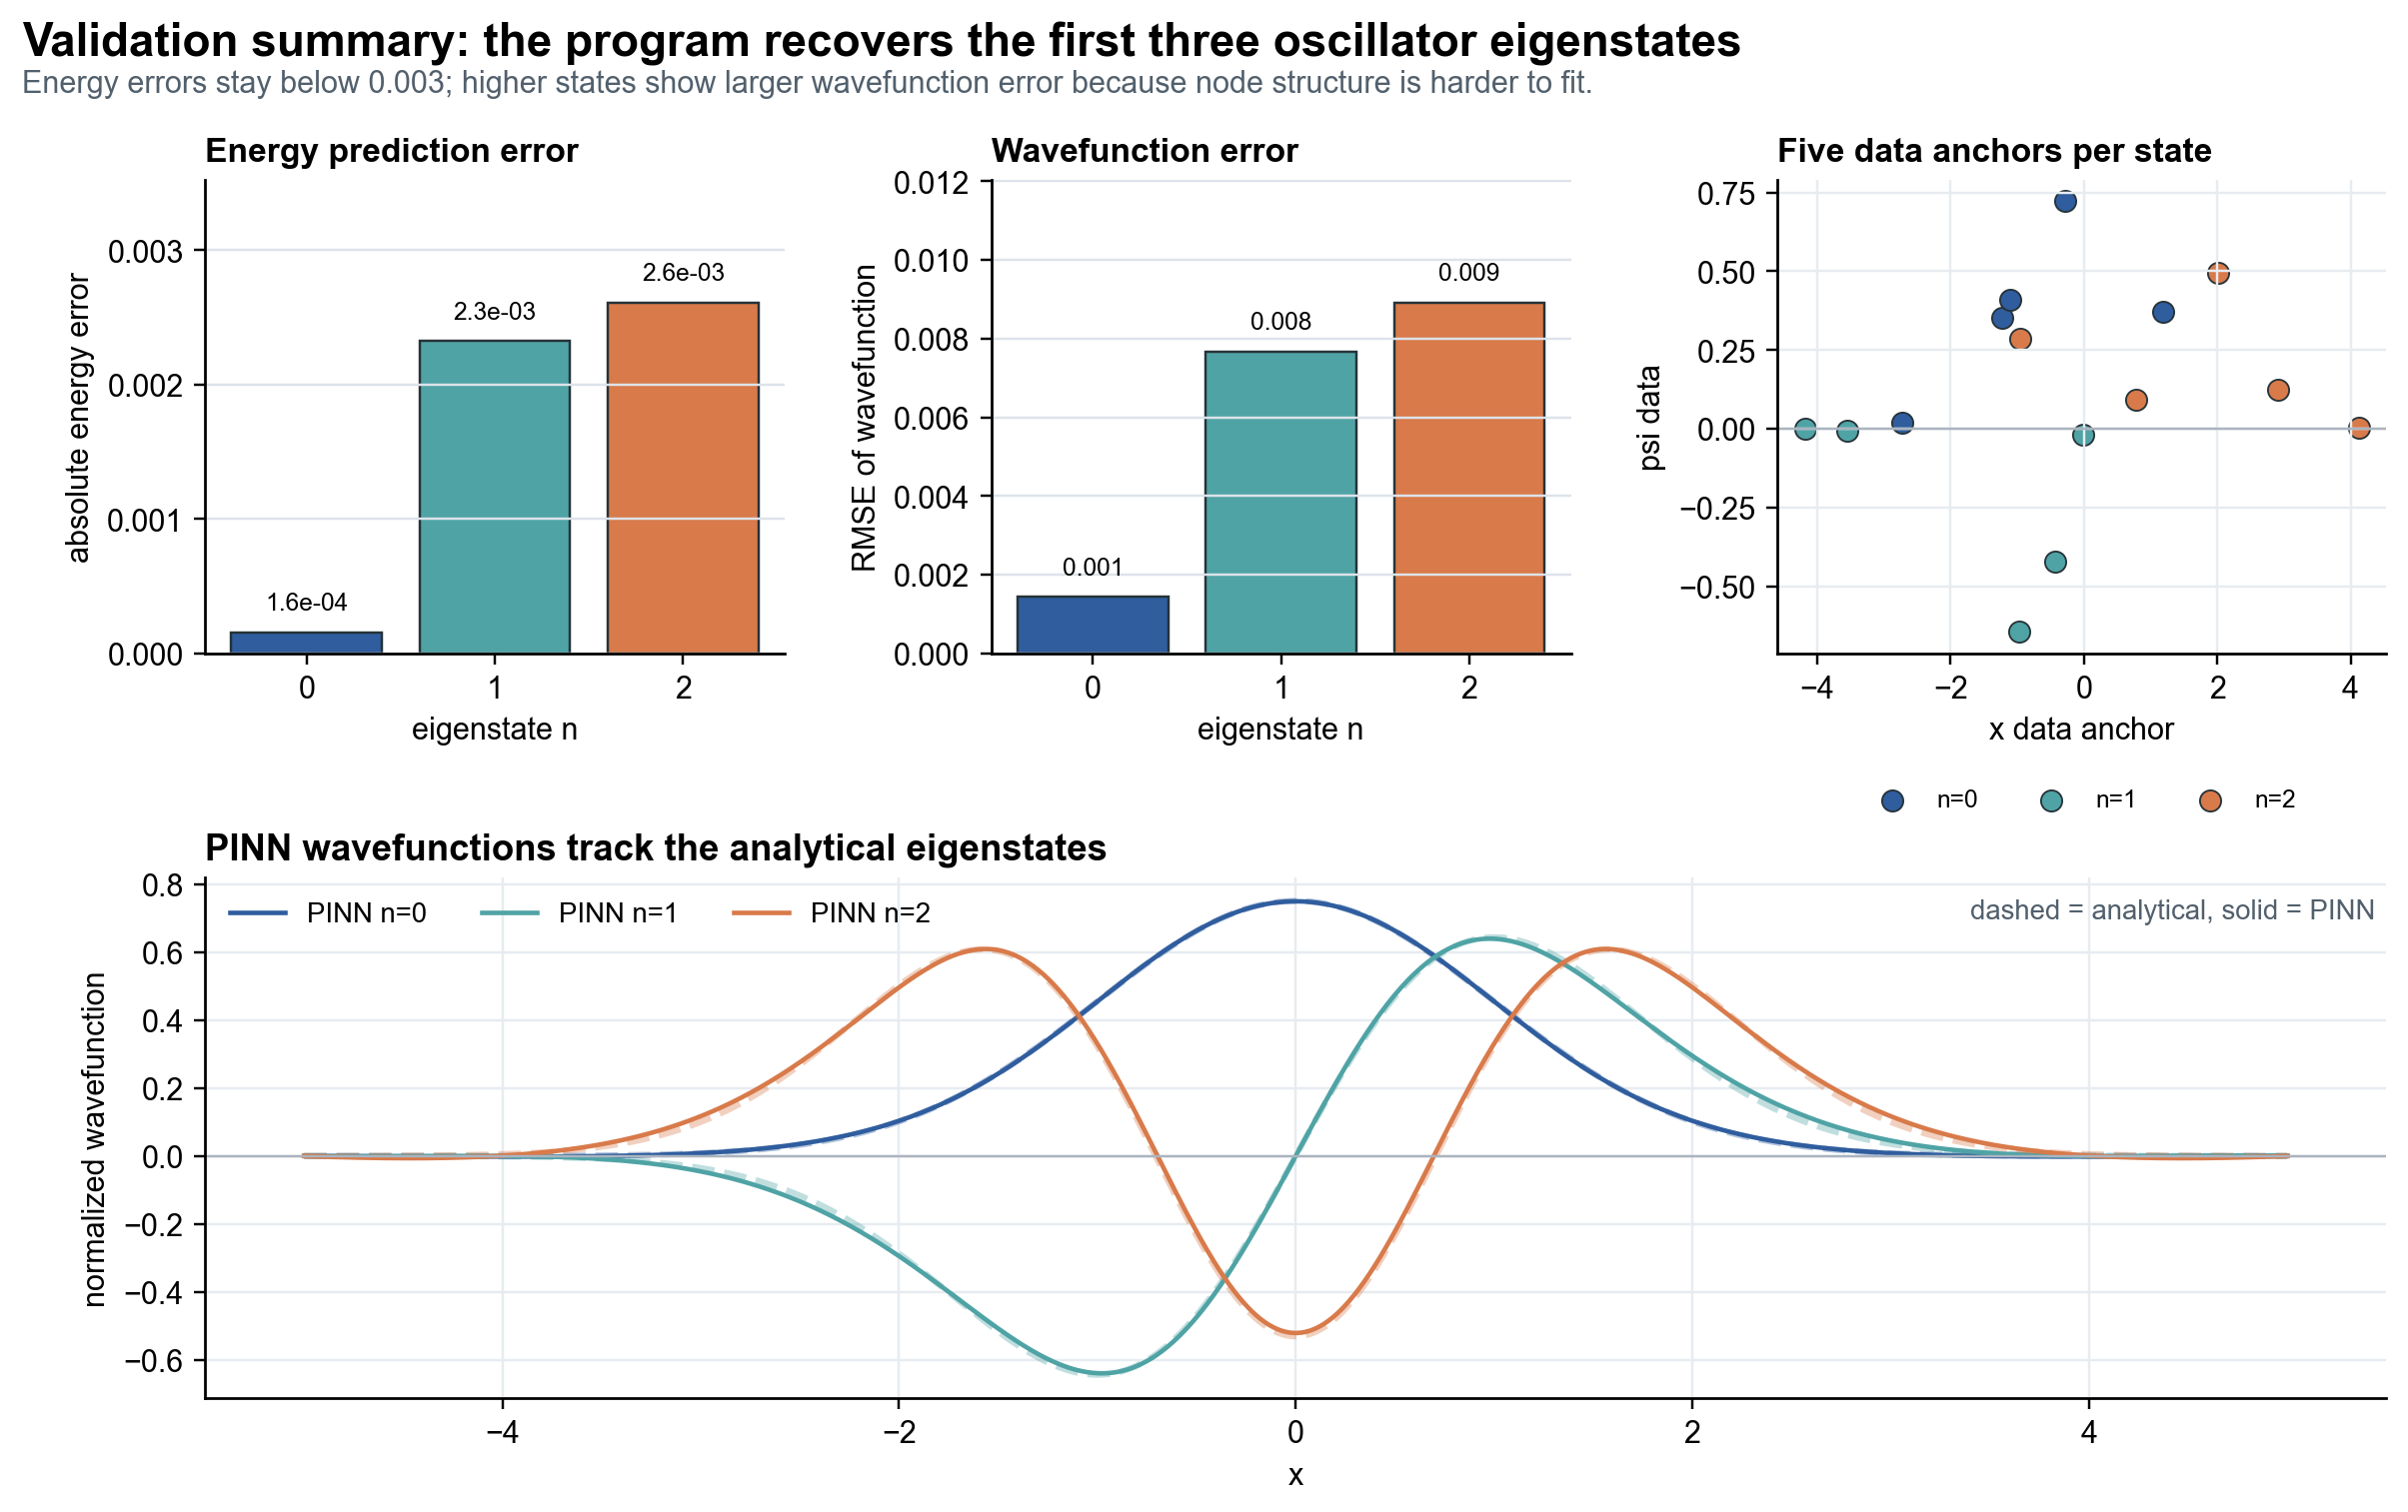 Validation summary: the program recovers the first three oscillator eigenstates
Energy errors stay below 0.003; higher states show larger wavefunction error because node structure is harder to fit.
Energy prediction error
absolute energy error
0.003
0.002
0.001
0.000
1.6e-04
2.3e-03
2.6e-03
0
1
2
eigenstate n
Wavefunction error
RMSE of wavefunction
0.012
0.010
0.008
0.006
0.004
0.002
0.000
0.001
0.008
0.009
0
1
2
eigenstate n
Five data anchors per state
psi data
0.75
0.50
0.25
0.00
−0.25
−0.50
−4
−2
0
2
4
x data anchor
n=0
n=1
n=2
PINN wavefunctions track the analytical eigenstates
normalized wavefunction
0.8
0.6
0.4
0.2
0.0
−0.2
−0.4
−0.6
PINN n=0
PINN n=1
PINN n=2
dashed = analytical, solid = PINN
−4
−2
0
2
4
x